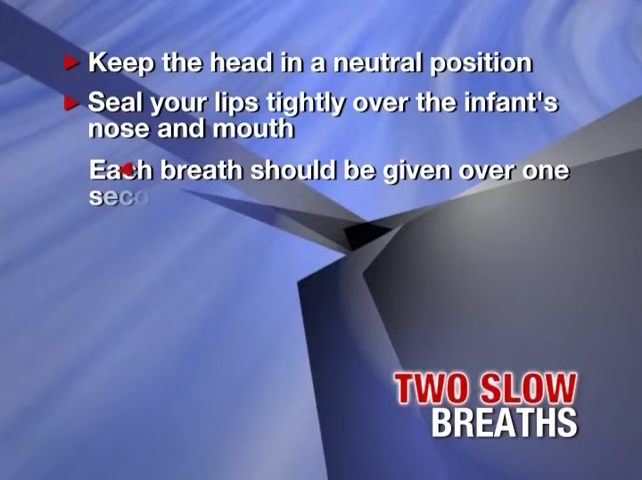 Keep the head in a neutral position
Seal your lips tightly over the infant's
nose and mouth
Each breath should be given over one
seco
TWO SLOW
BREATHS